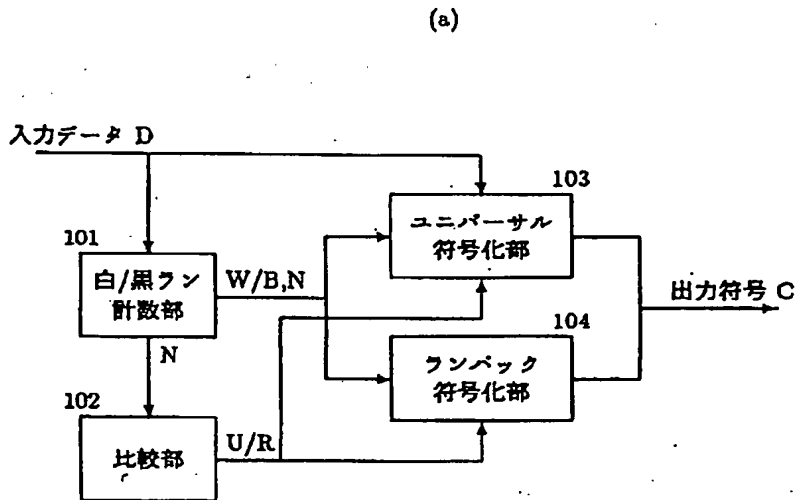 (a)
入力データ D
103
ユニバーサル
符号化部
101
白/黒ラン
計数部
W/B,N
出力符号 C
104
ランパック
符号化部
N
102
比較部
U/R